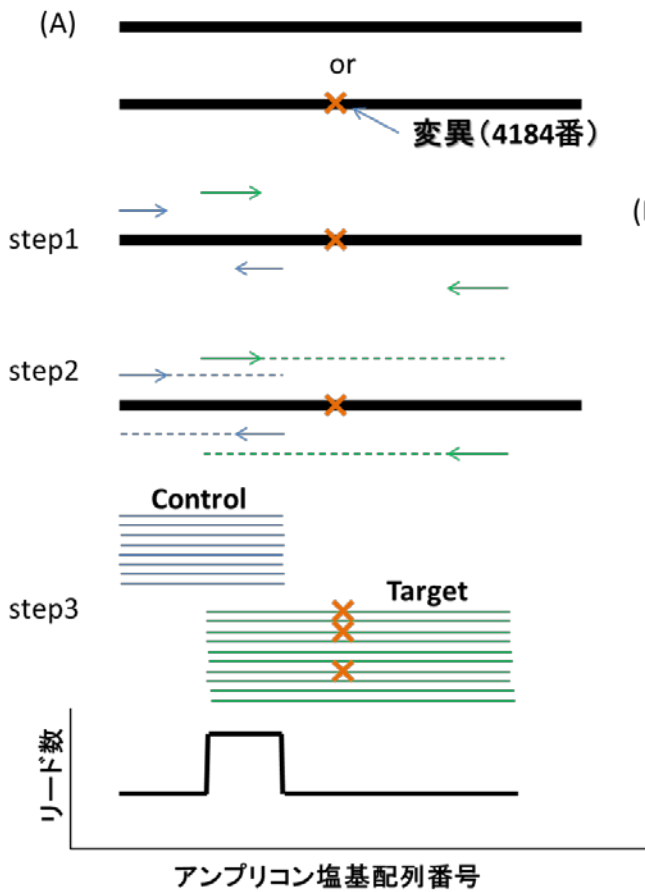 (A)
or
変異（4184番）
step1
step2
Control
step3
Target
リード数
アンプリコン塩基配列番号